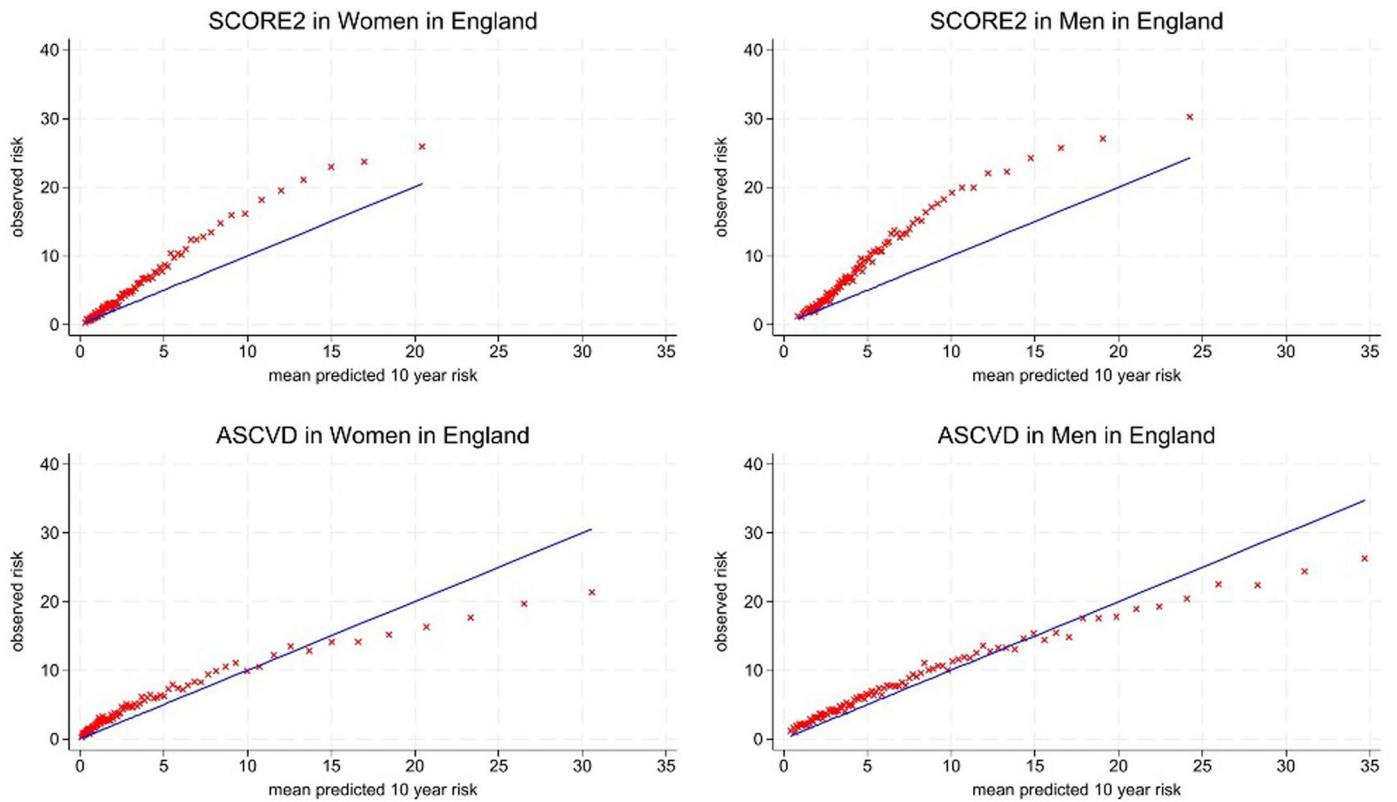 SCORE2 in Women in England
40
30
20
10
0
observed risk
0 5 10 15 20 25 30 35
mean predicted 10 year risk
SCORE2 in Men in England
40
30
20
10
0
observed risk
0 5 10 15 20 25 30 35
mean predicted 10 year risk
ASCVD in Women in England
40
30
20
10
0
observed risk
0 5 10 15 20 25 30 35
mean predicted 10 year risk
ASCVD in Men in England
40
30
20
10
0
observed risk
0 5 10 15 20 25 30 35
mean predicted 10 year risk